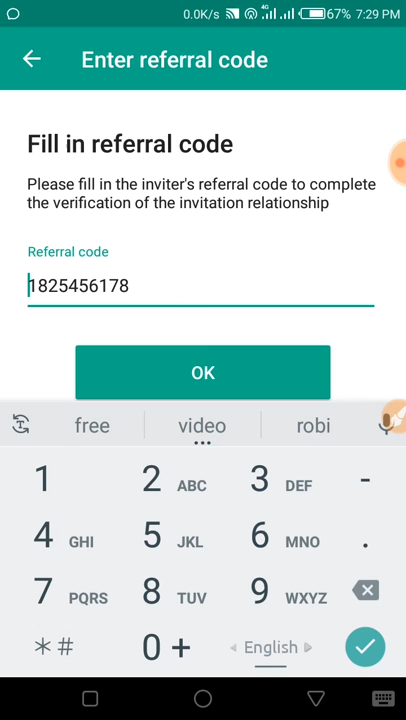 0.0K/s 4G 67% 7:29 PM
Enter referral code
Fill in referral code
Please fill in the inviter's referral code to complete
the verification of the invitation relationship
Referral code
1825456178
OK
free video robi
1 2 ABC 3 DEF -
4 GHI 5 JKL 6 MNO .
7 PQRS 8 TUV 9 WXYZ
*# 0 + English